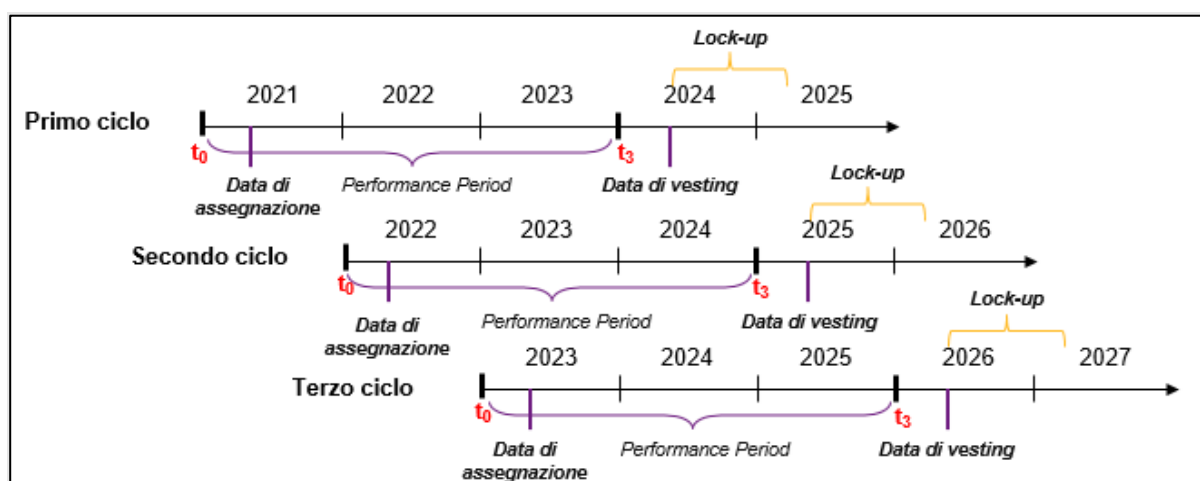 Lock-up
2021 2022 2023 2024 2025
Primo ciclo
t0 t3
Data di assegnazione
Performance Period
Data di vesting
Lock-up
2022 2023 2024 2025 2026
Secondo ciclo
t0 t3
Data di assegnazione
Performance Period
Data di vesting
Lock-up
2023 2024 2025 2026 2027
Terzo ciclo
t0 t3
Data di assegnazione
Performance Period
Data di vesting